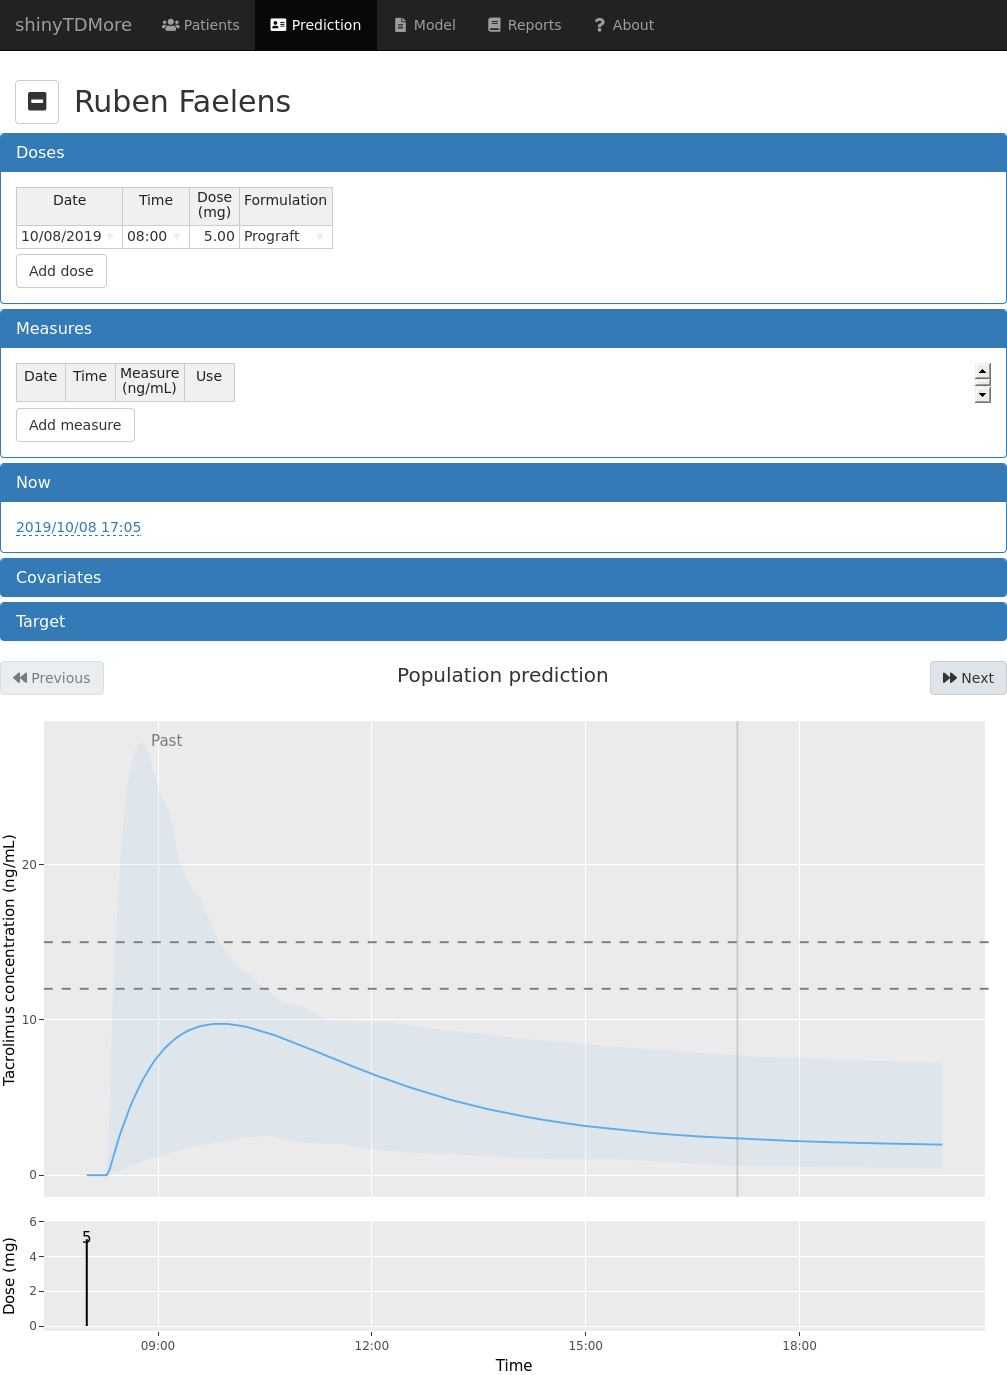 shinyTDMore Patients Prediction Model Reports About
Ruben Faelens
Doses
Date Time Dose (mg) Formulation
10/08/2019 08:00 5.00 Prograft
Add dose
Measures
Date Time Measure (ng/mL) Use
Add measure
Now
2019/10/08 17:05
Covariates
Target
Previous Population prediction Next
Past
Tacrolimus concentration (ng/mL)
20
10
0
Dose (mg)
6
5
4
2
0
09:00 12:00 15:00 18:00
Time